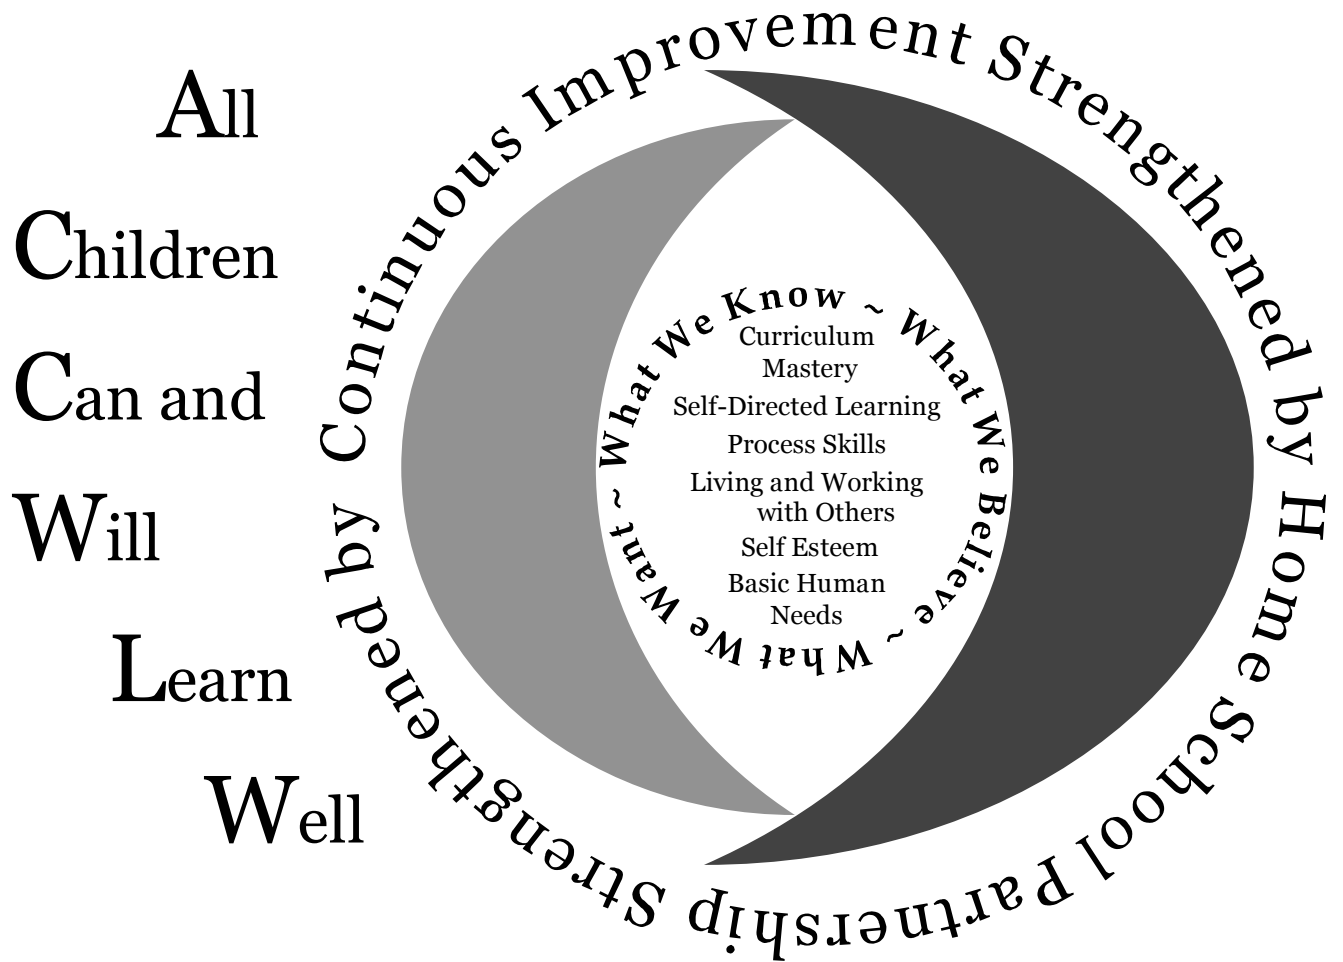 All
Children
Can and
Will
Learn
Well
Continuous Improvement Strengthened by Home School Partnership Strengthened by
What We Know ~ What We Believe ~ What We Want ~
Curriculum
Mastery
Self-Directed Learning
Process Skills
Living and Working
with Others
Self Esteem
Basic Human
Needs